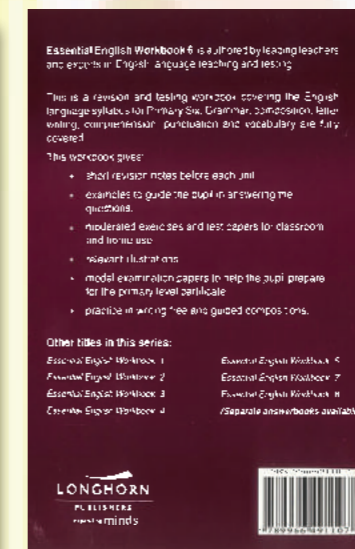 Essential English Workbook 6 is authored by leading teachers
and experts in English language teaching and testing
This is a revision and testing workbook covering the English
language syllabus for Primary Six. Grammar, composition, letter
writing, comprehension, punctuation and vocabulary are fully
covered
This workbook gives:
short revision notes before each unit
examples to guide the pupil in answering the
questions.
moderated exercises and test papers for classroom
and home use
relevant illustrations
model examination papers to help the pupil prepare
for the primary level certificate
practice in writing free and guided compositions.
Other titles in this series:
Essential English Workbook 1
Essential English Workbook 2
Essential English Workbook 3
Essential English Workbook 4
Essential English Workbook 5
Essential English Workbook 7
Essential English Workbook 8
(Separate answerbooks available
LONGHORN
PUBLISHERS
minds
9789966491107